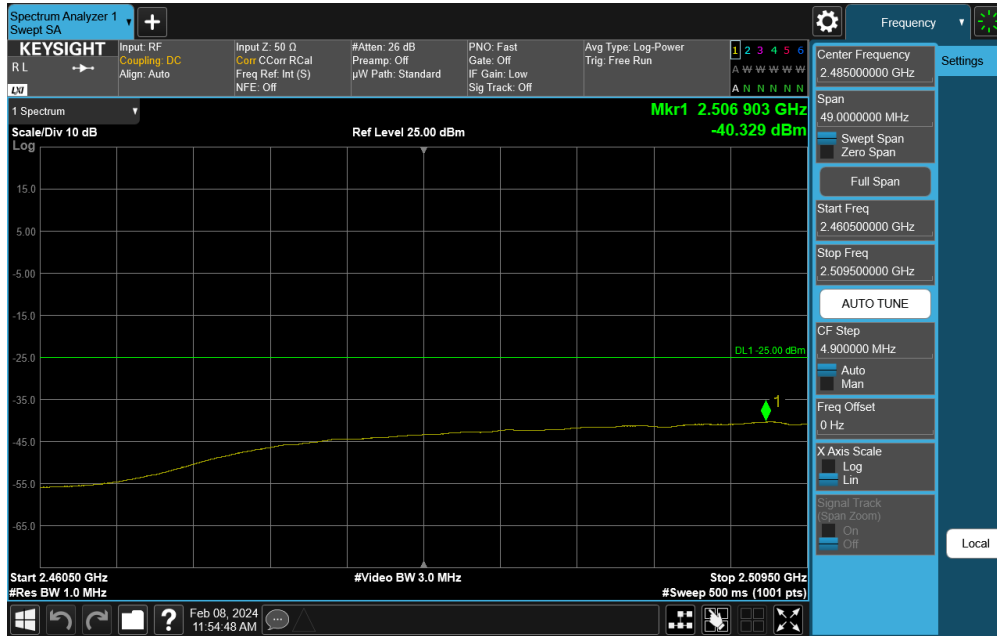 Spectrum Analyzer 1
Swept SA
+
Frequency
KEYSIGHT
R L
LXI
Input: RF
Coupling: DC
Align: Auto
Input Z: 50 Ω
Corr CCorr RCal
Freq Ref: Int (S)
NFE: Off
#Atten: 26 dB
Preamp: Off
µW Path: Standard
PNO: Fast
Gate: Off
IF Gain: Low
Sig Track: Off
Avg Type: Log-Power
Trig: Free Run
1 2 3 4 5 6
A W W W W W
A N N N N N
1 Spectrum
Scale/Div 10 dB
Log
Ref Level 25.00 dBm
Mkr1 2.506 903 GHz
-40.329 dBm
15.0
5.00
-5.00
-15.0
-25.0
-35.0
-45.0
-55.0
-65.0
DL1 -25.00 dBm
1
Start 2.46050 GHz
#Res BW 1.0 MHz
#Video BW 3.0 MHz
Stop 2.50950 GHz
#Sweep 500 ms (1001 pts)
Center Frequency
2.485000000 GHz
Span
49.0000000 MHz
Swept Span
Zero Span
Full Span
Start Freq
2.460500000 GHz
Stop Freq
2.509500000 GHz
AUTO TUNE
CF Step
4.900000 MHz
Auto
Man
Freq Offset
0 Hz
X Axis Scale
Log
Lin
Signal Track
(Span Zoom)
On
Off
Settings
Local
?
Feb 08, 2024
11:54:48 AM